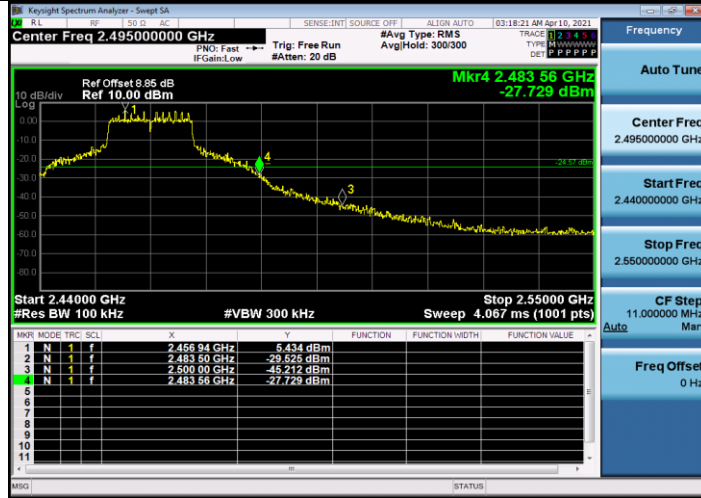 Keysight Spectrum Analyzer - Swept SA
RL RF 50 Ω AC SENSE:INT SOURCE OFF ALIGN AUTO 03:18:21 AM Apr 10, 2021
Center Freq 2.495000000 GHz
PNO: Fast
IFGain:Low
Trig: Free Run
#Atten: 20 dB
#Avg Type: RMS
Avg|Hold: 300/300
TRACE 1 2 3 4 5 6
TYPE M W W W W W
DET P P P P P P
Frequency
Auto Tune
Center Freq
2.495000000 GHz
Start Freq
2.440000000 GHz
Stop Freq
2.550000000 GHz
CF Step
11.000000 MHz
Auto Man
Freq Offset
0 Hz
Mkr4 2.483 56 GHz
-27.729 dBm
Ref Offset 8.85 dB
10 dB/div Ref 10.00 dBm
Log
0.00
-10.0
-20.0
-30.0
-40.0
-50.0
-60.0
-70.0
-80.0
1
4
3
-24.57 dBm
Start 2.44000 GHz Stop 2.55000 GHz
#Res BW 100 kHz #VBW 300 kHz Sweep 4.067 ms (1001 pts)
MKR MODE TRC SCL X Y FUNCTION FUNCTION WIDTH FUNCTION VALUE
1 N 1 f 2.456 94 GHz 5.434 dBm
2 N 1 f 2.483 50 GHz -29.525 dBm
3 N 1 f 2.500 00 GHz -45.212 dBm
4 N 1 f 2.483 56 GHz -27.729 dBm
5
6
7
8
9
10
11
MSG STATUS